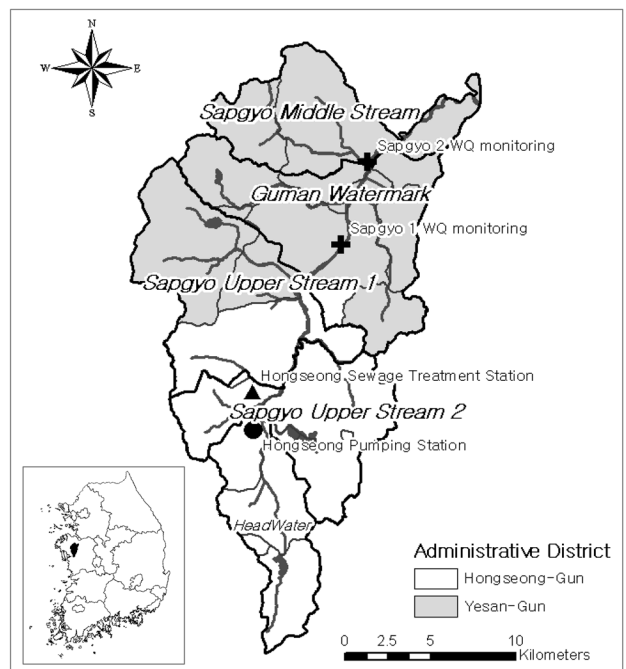 N
W E
S
Sapgyo Middle Stream
Sapgyo 2 WQ monitoring
Guman Watermark
Sapgyo 1 WQ monitoring
Sapgyo Upper Stream 1
Hongseong Sewage Treatment Station
Sapgyo Upper Stream 2
Hongseong Pumping Station
HeadWater
Administrative District
Hongseong-Gun
Yesan-Gun
0 2.5 5 10
Kilometers